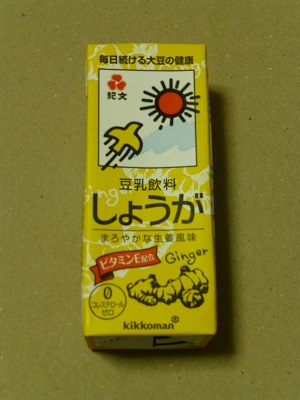 毎日続ける大豆の健康
紀文
豆乳飲料
しょうが
まろやかな生姜風味
ビタミンE配合
Ginger
0
コレステロール
ゼロ
kikkoman®